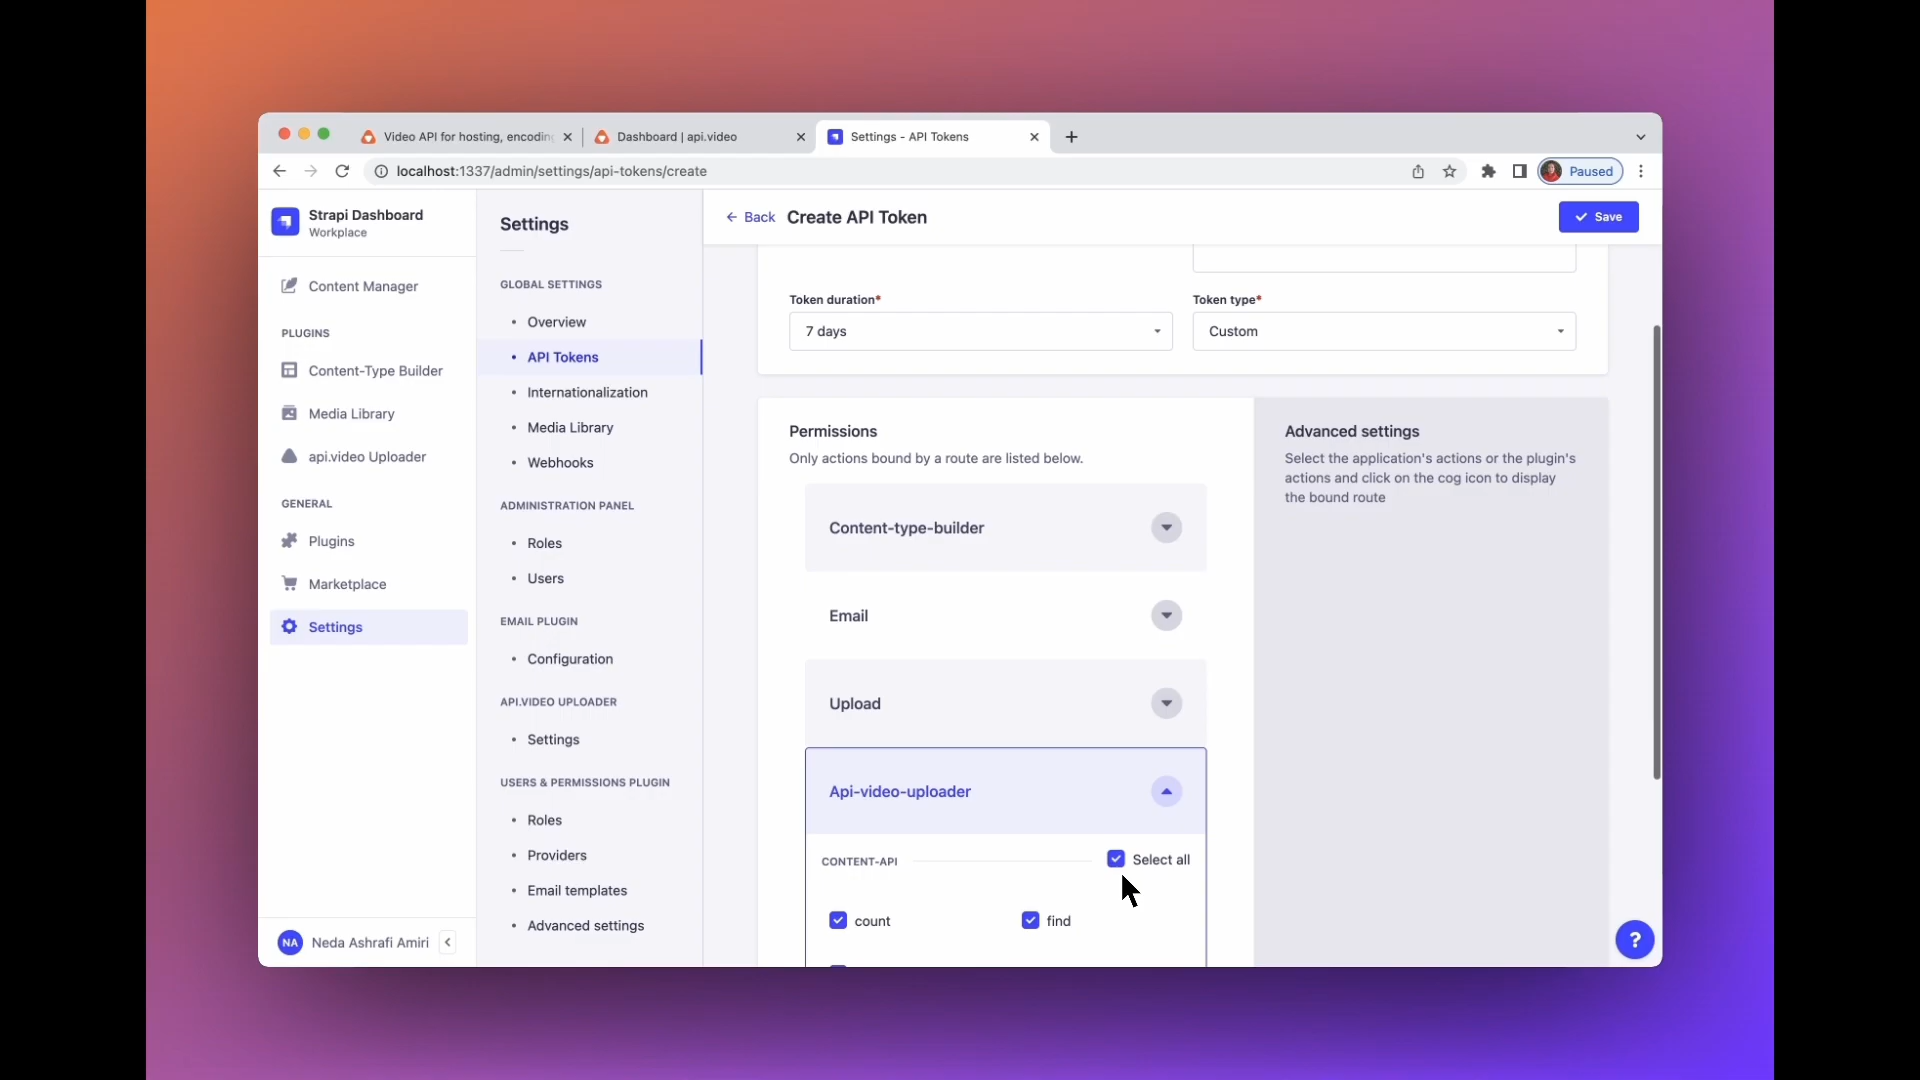 Video API for hosting, encodin
Dashboard | api.video
Settings - API Tokens
localhost:1337/admin/settings/api-tokens/create
Paused
Strapi Dashboard
Workplace
Content Manager
PLUGINS
Content-Type Builder
Media Library
api.video Uploader
GENERAL
Plugins
Marketplace
Settings
NA
Neda Ashrafi Amiri
Settings
GLOBAL SETTINGS
Overview
API Tokens
Internationalization
Media Library
Webhooks
ADMINISTRATION PANEL
Roles
Users
EMAIL PLUGIN
Configuration
API.VIDEO UPLOADER
Settings
USERS & PERMISSIONS PLUGIN
Roles
Providers
Email templates
Advanced settings
Back
Create API Token
Save
Token duration*
7 days
Token type*
Custom
Permissions
Only actions bound by a route are listed below.
Content-type-builder
Email
Upload
Api-video-uploader
CONTENT-API
Select all
count
find
Advanced settings
Select the application's actions or the plugin's
actions and click on the cog icon to display
the bound route
?